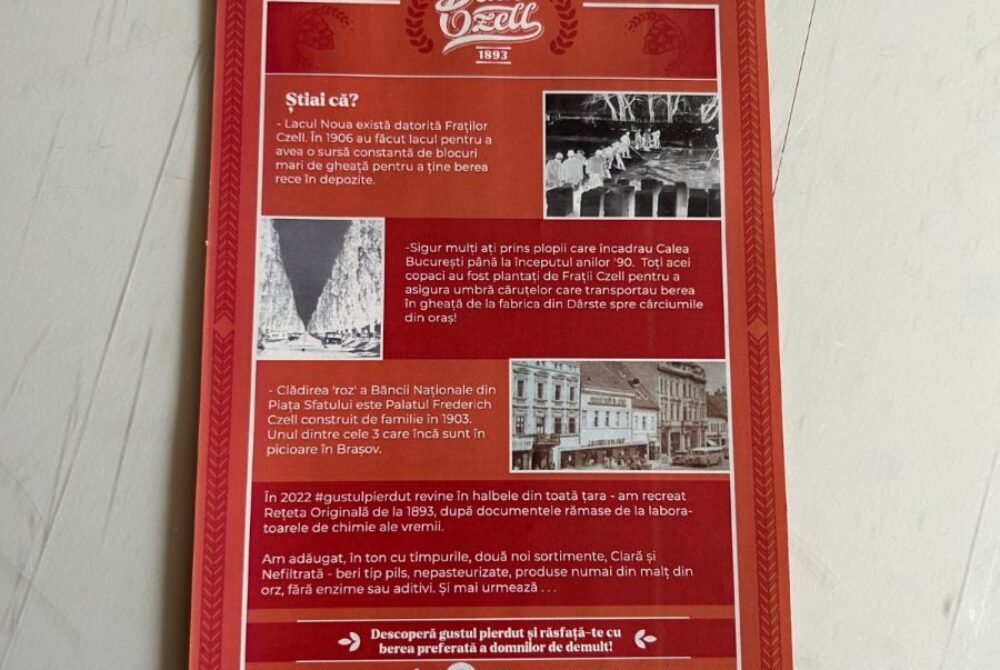 Czell
1893
Știai că?
- Lacul Noua există datorită Fraților
Czell. În 1906 au făcut lacul pentru a
avea o sursă constantă de blocuri
mari de gheață pentru a ține berea
rece în depozite.
-Sigur mulți ați prins plopii care încadrau Calea
București până la începutul anilor '90. Toți acei
copaci au fost plantați de Frații Czell pentru a
asigura umbră căruțelor care transportau berea
în gheață de la fabrica din Dârste spre cârciumile
din oraș!
- Clădirea 'roz' a Băncii Naționale din
Piața Sfatului este Palatul Frederich
Czell construit de familie în 1903.
Unul dintre cele 3 care încă sunt în
picioare în Brașov.
În 2022 #gustulpierdut revine în halbele din toată țara - am recreat
Rețeta Originală de la 1893, după documentele rămase de la labora-
toarele de chimie ale vremii.
Am adăugat, în ton cu timpurile, două noi sortimente, Clară și
Nefiltrată - beri tip pils, nepasteurizate, produse numai din malț din
orz, fără enzime sau aditivi. Și mai urmează . . .
Descoperă gustul pierdut și răsfață-te cu
berea preferată a domnilor de demult!